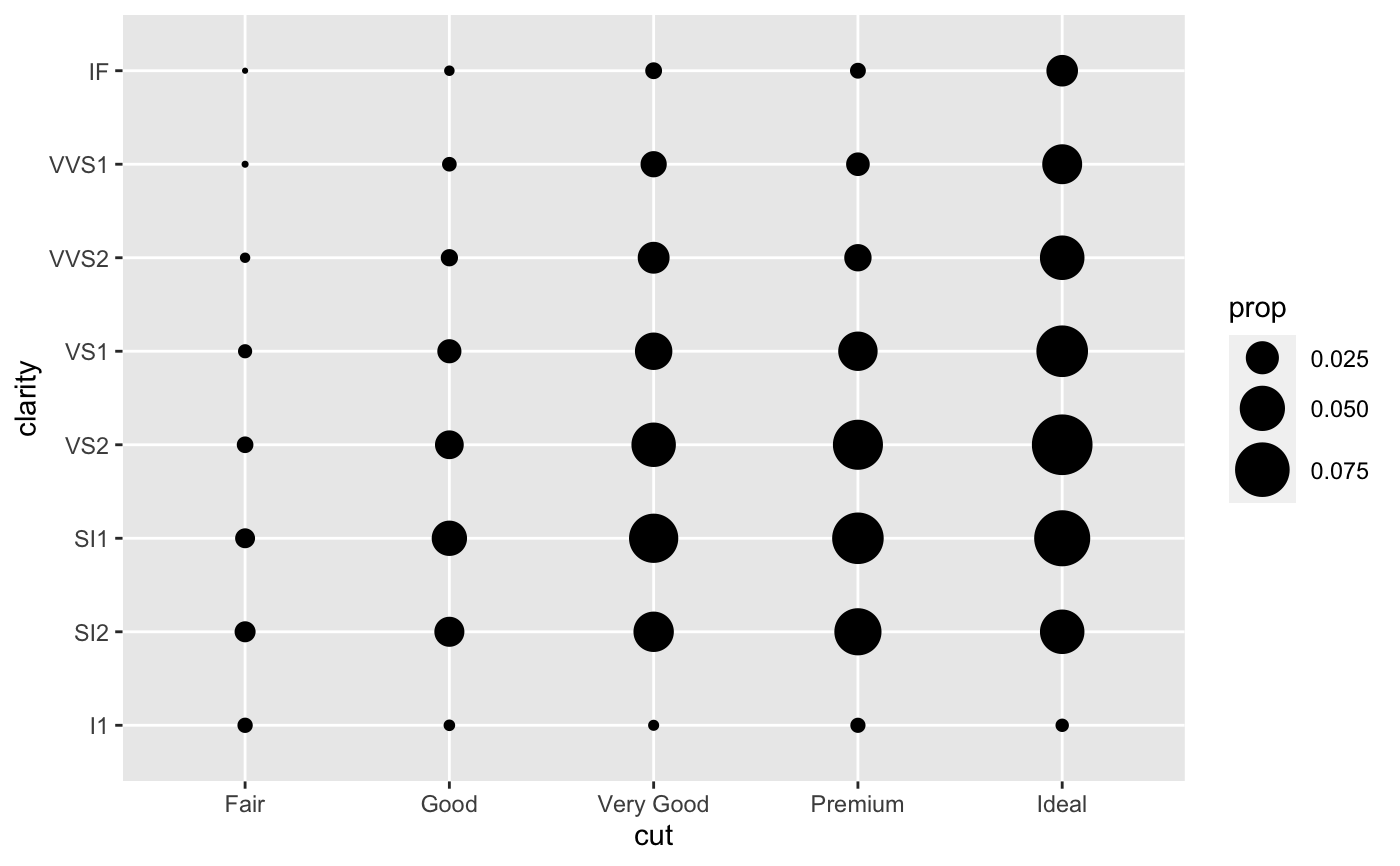 IF
VVS1
VVS2
VS1
VS2
SI1
SI2
I1
clarity
Fair Good Very Good Premium Ideal
cut
prop
0.025
0.050
0.075